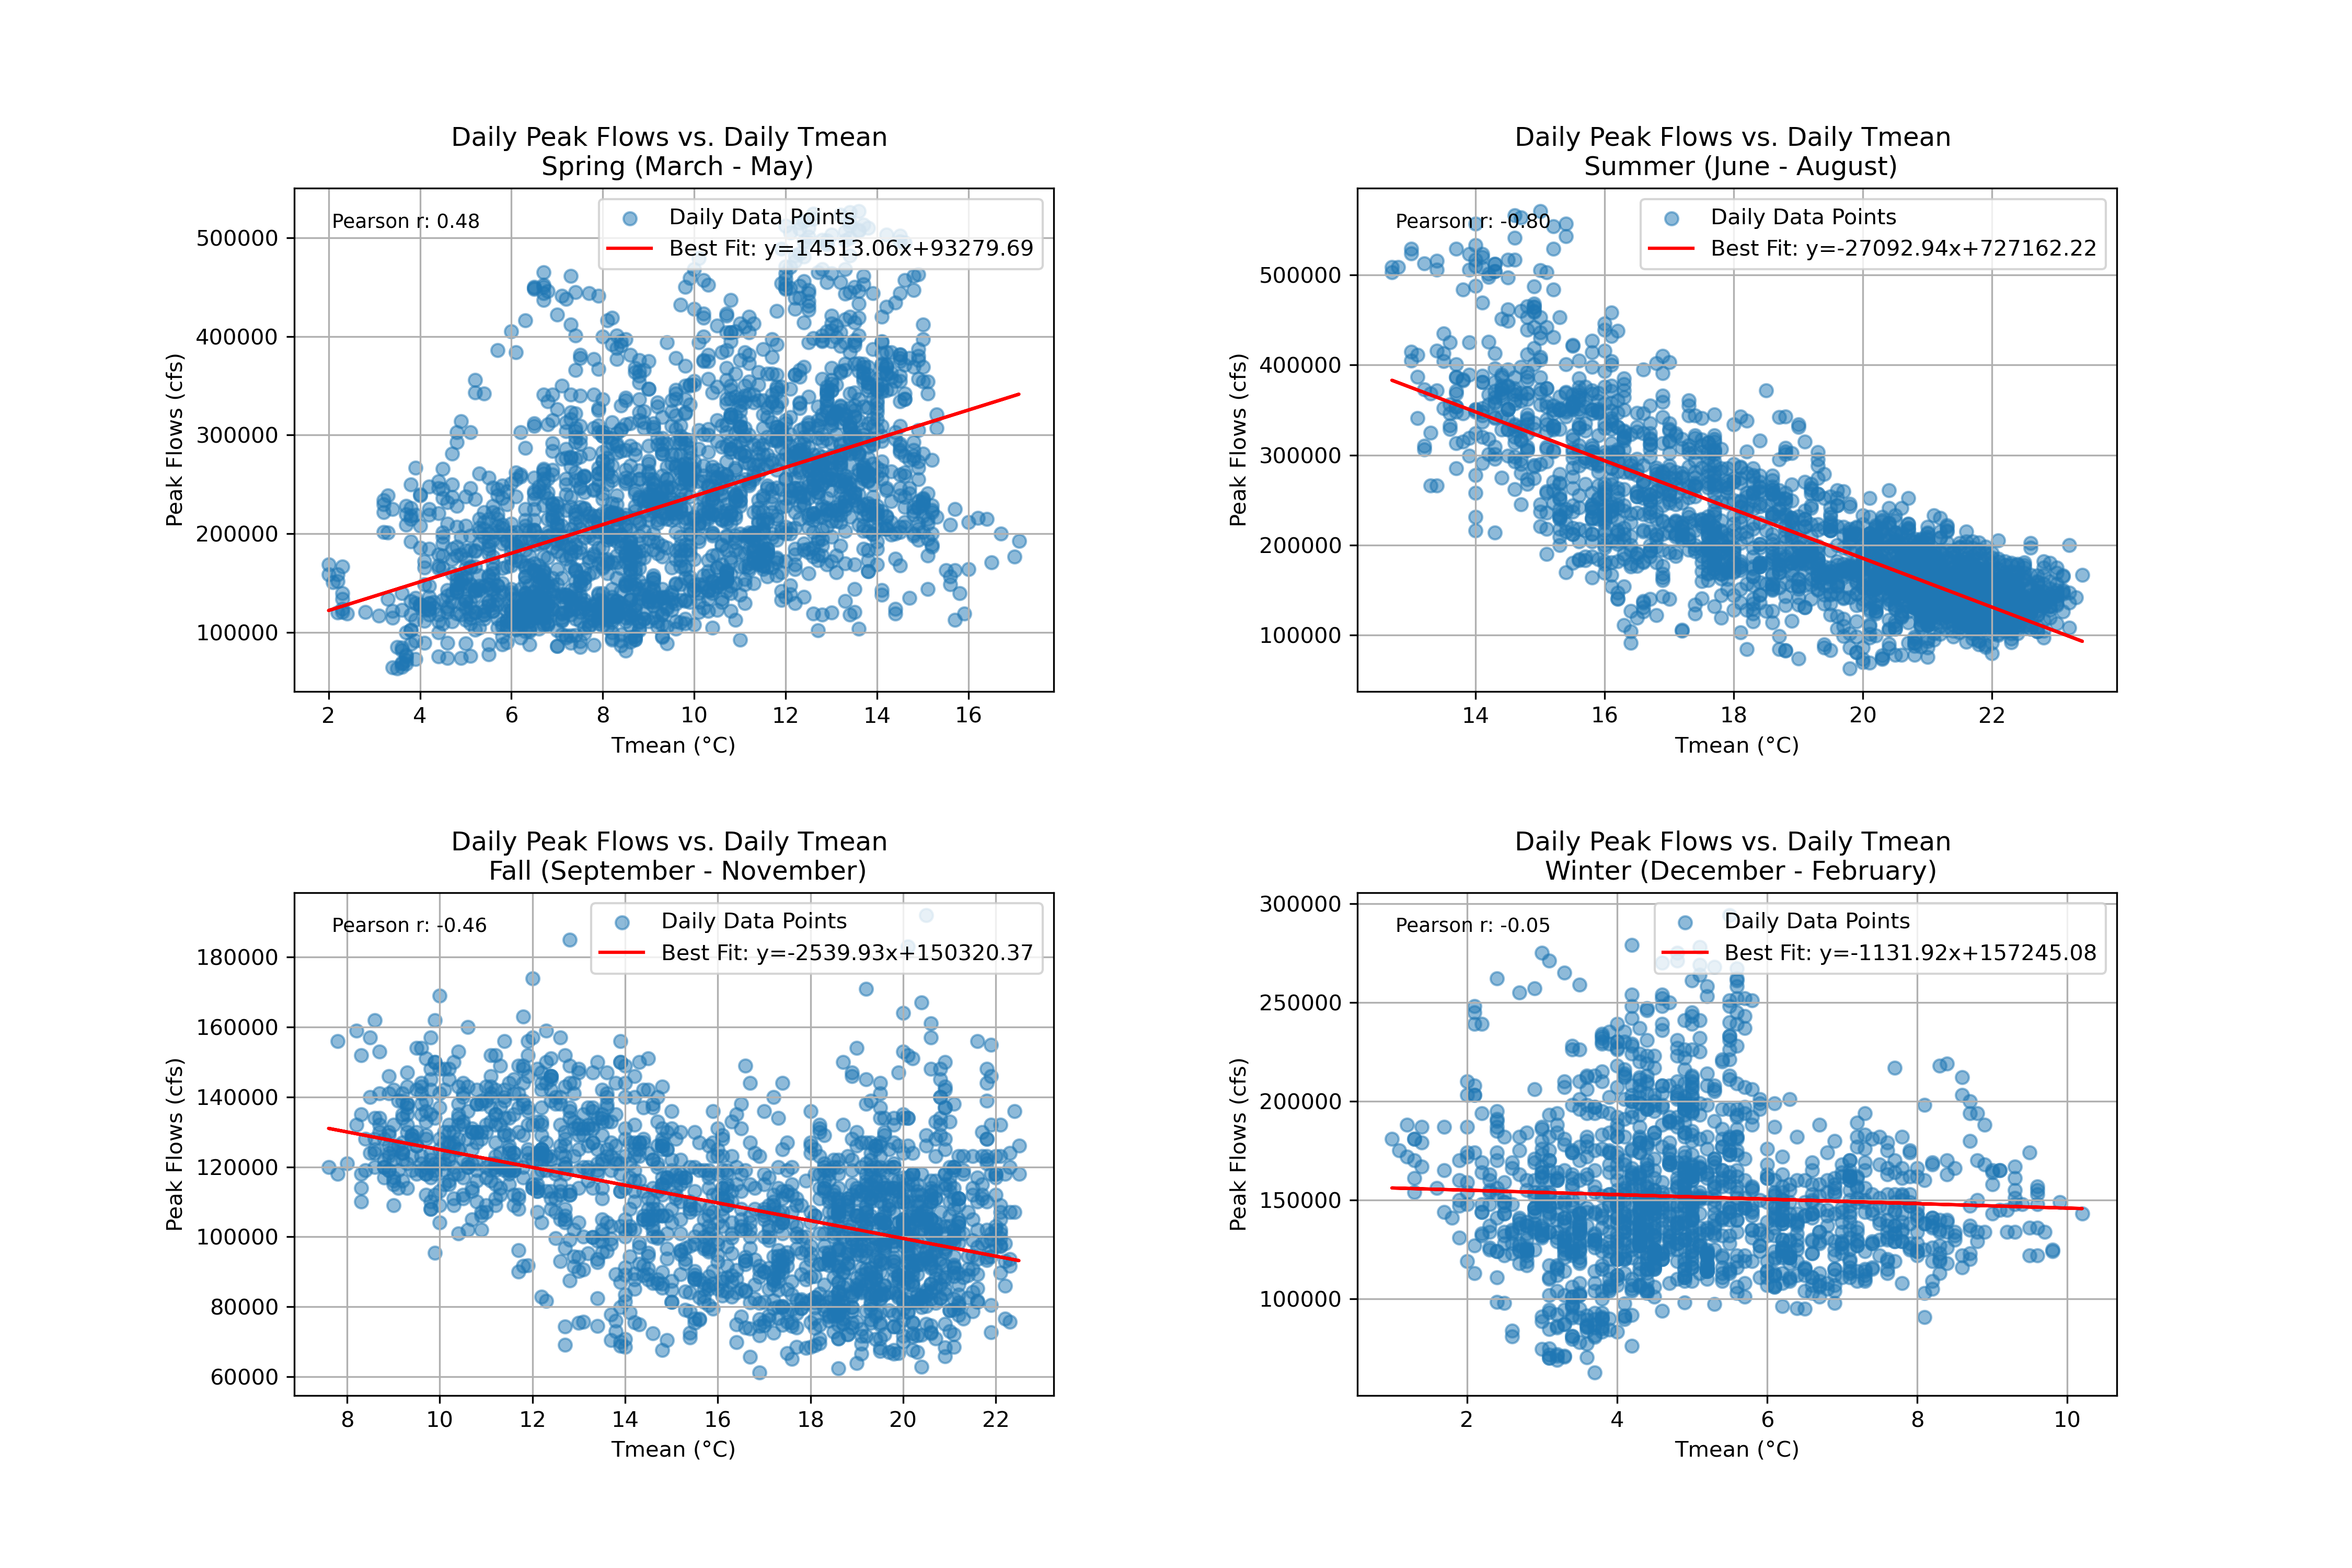 Daily Peak Flows vs. Daily Tmean
Spring (March - May)
Pearson r: 0.48
Daily Data Points
Best Fit: y=14513.06x+93279.69
500000
400000
300000
200000
100000
Peak Flows (cfs)
2 4 6 8 10 12 14 16
Tmean (°C)
Daily Peak Flows vs. Daily Tmean
Summer (June - August)
Pearson r: -0.80
Daily Data Points
Best Fit: y=-27092.94x+727162.22
500000
400000
300000
200000
100000
Peak Flows (cfs)
14 16 18 20 22
Tmean (°C)
Daily Peak Flows vs. Daily Tmean
Fall (September - November)
Pearson r: -0.46
Daily Data Points
Best Fit: y=-2539.93x+150320.37
180000
160000
140000
120000
100000
80000
60000
Peak Flows (cfs)
8 10 12 14 16 18 20 22
Tmean (°C)
Daily Peak Flows vs. Daily Tmean
Winter (December - February)
Pearson r: -0.05
Daily Data Points
Best Fit: y=-1131.92x+157245.08
300000
250000
200000
150000
100000
Peak Flows (cfs)
2 4 6 8 10
Tmean (°C)